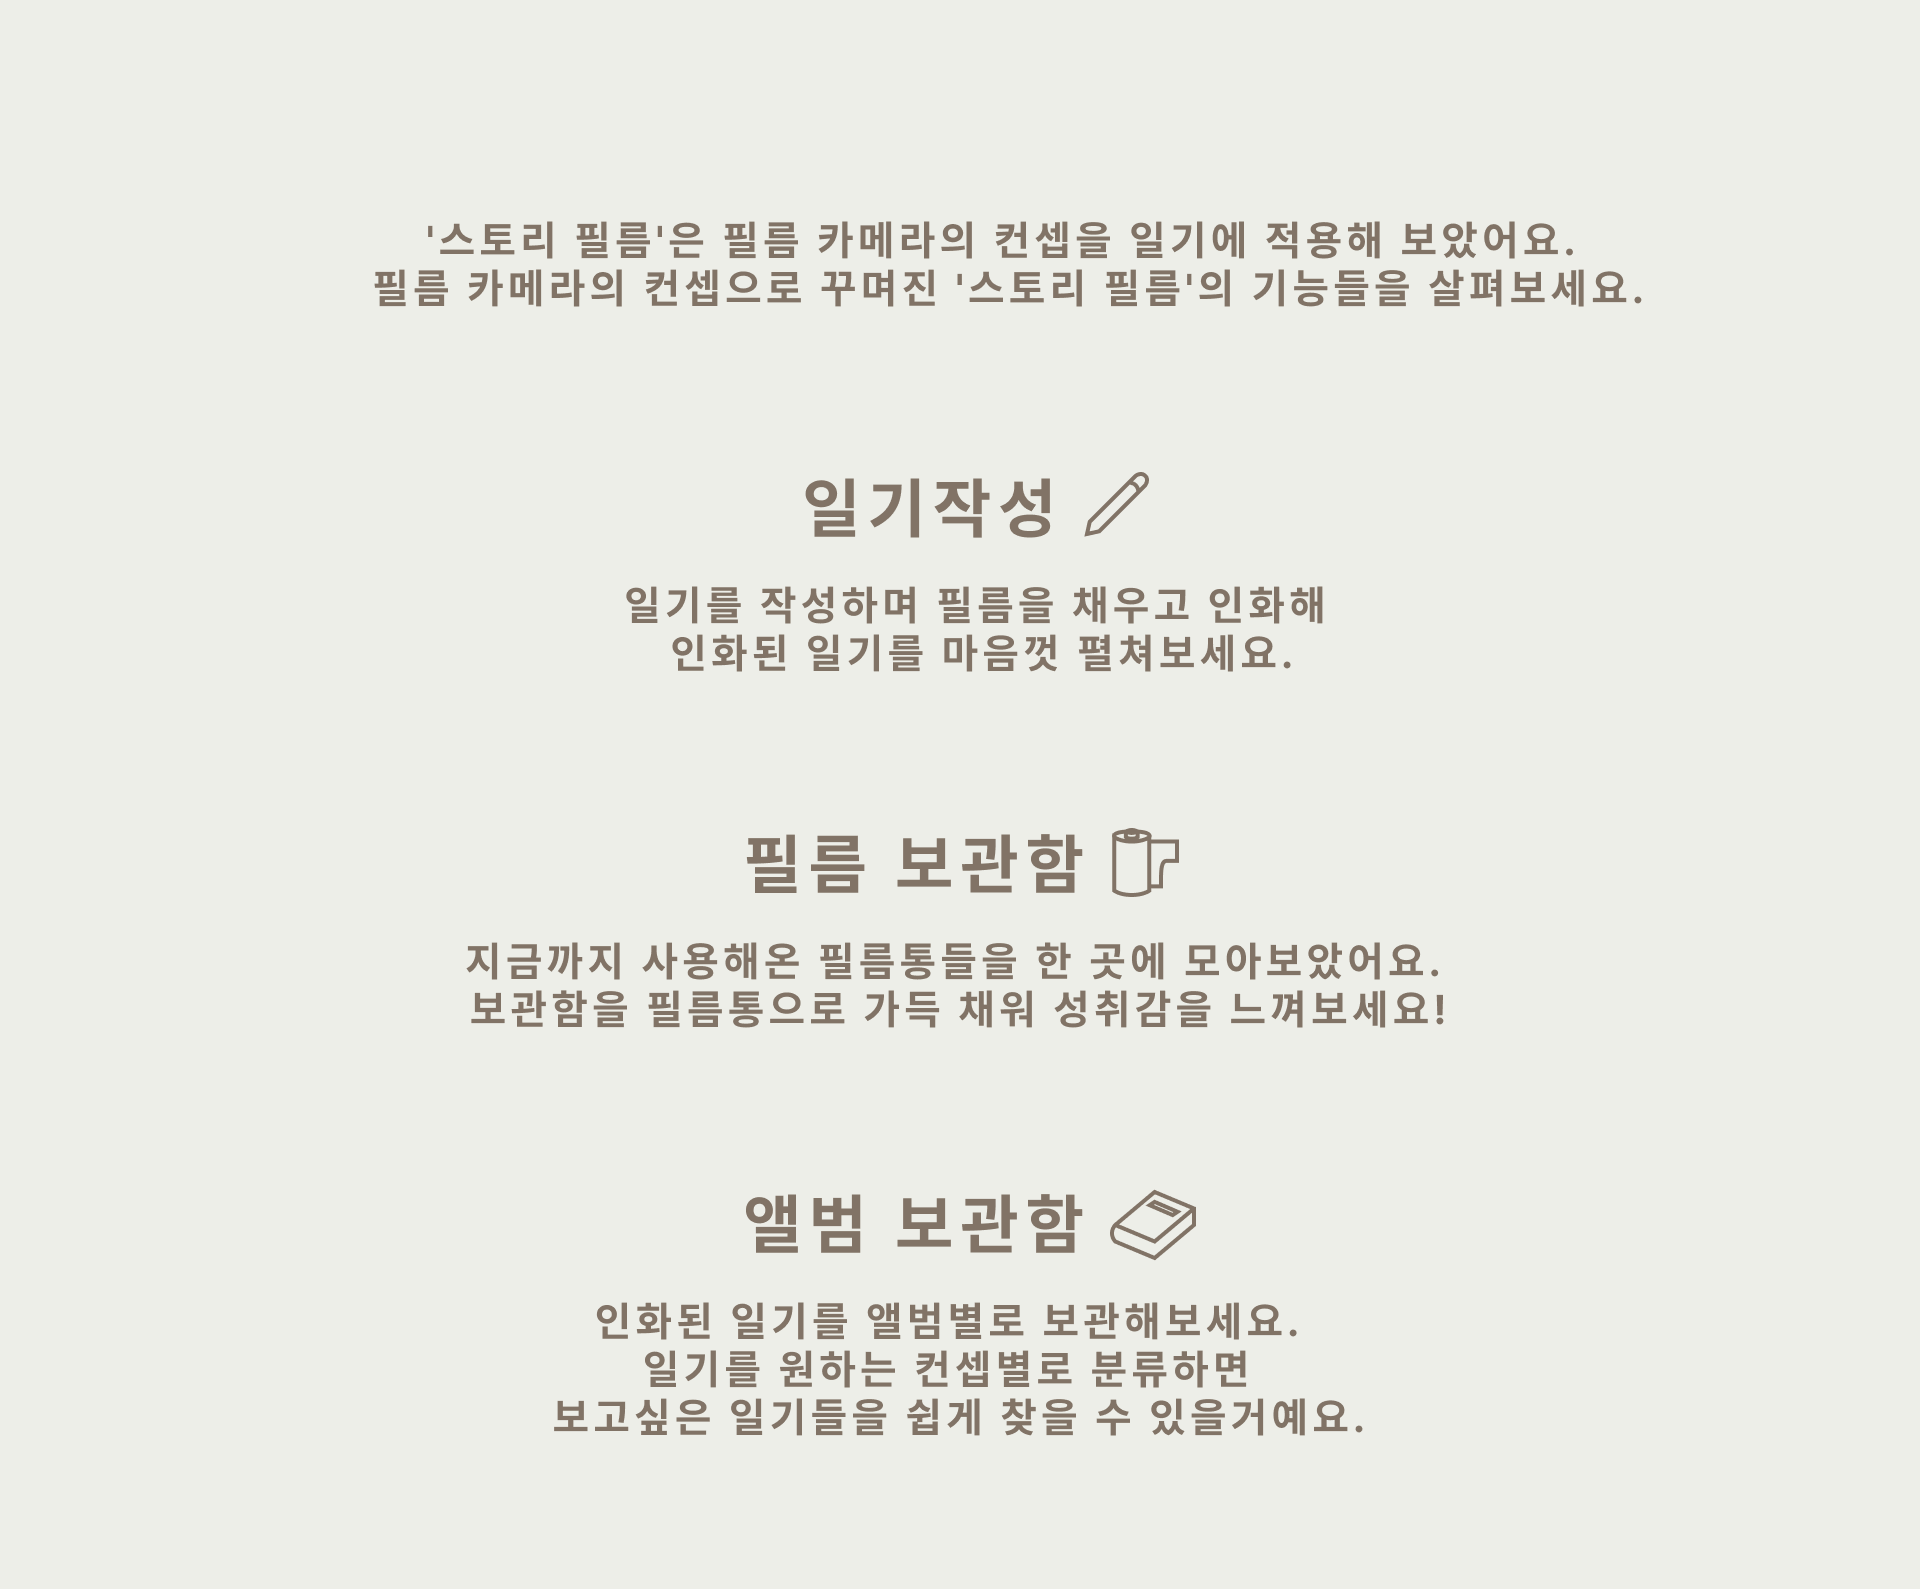 '스토리 필름'은 필름 카메라의 컨셉을 일기에 적용해 보았어요.
필름 카메라의 컨셉으로 꾸며진 '스토리 필름'의 기능들을 살펴보세요.
일기작성
일기를 작성하며 필름을 채우고 인화해
인화된 일기를 마음껏 펼쳐보세요.
필름 보관함
지금까지 사용해온 필름통들을 한 곳에 모아보았어요.
보관함을 필름통으로 가득 채워 성취감을 느껴보세요!
앨범 보관함
인화된 일기를 앨범별로 보관해보세요.
일기를 원하는 컨셉별로 분류하면
보고싶은 일기들을 쉽게 찾을 수 있을거예요.